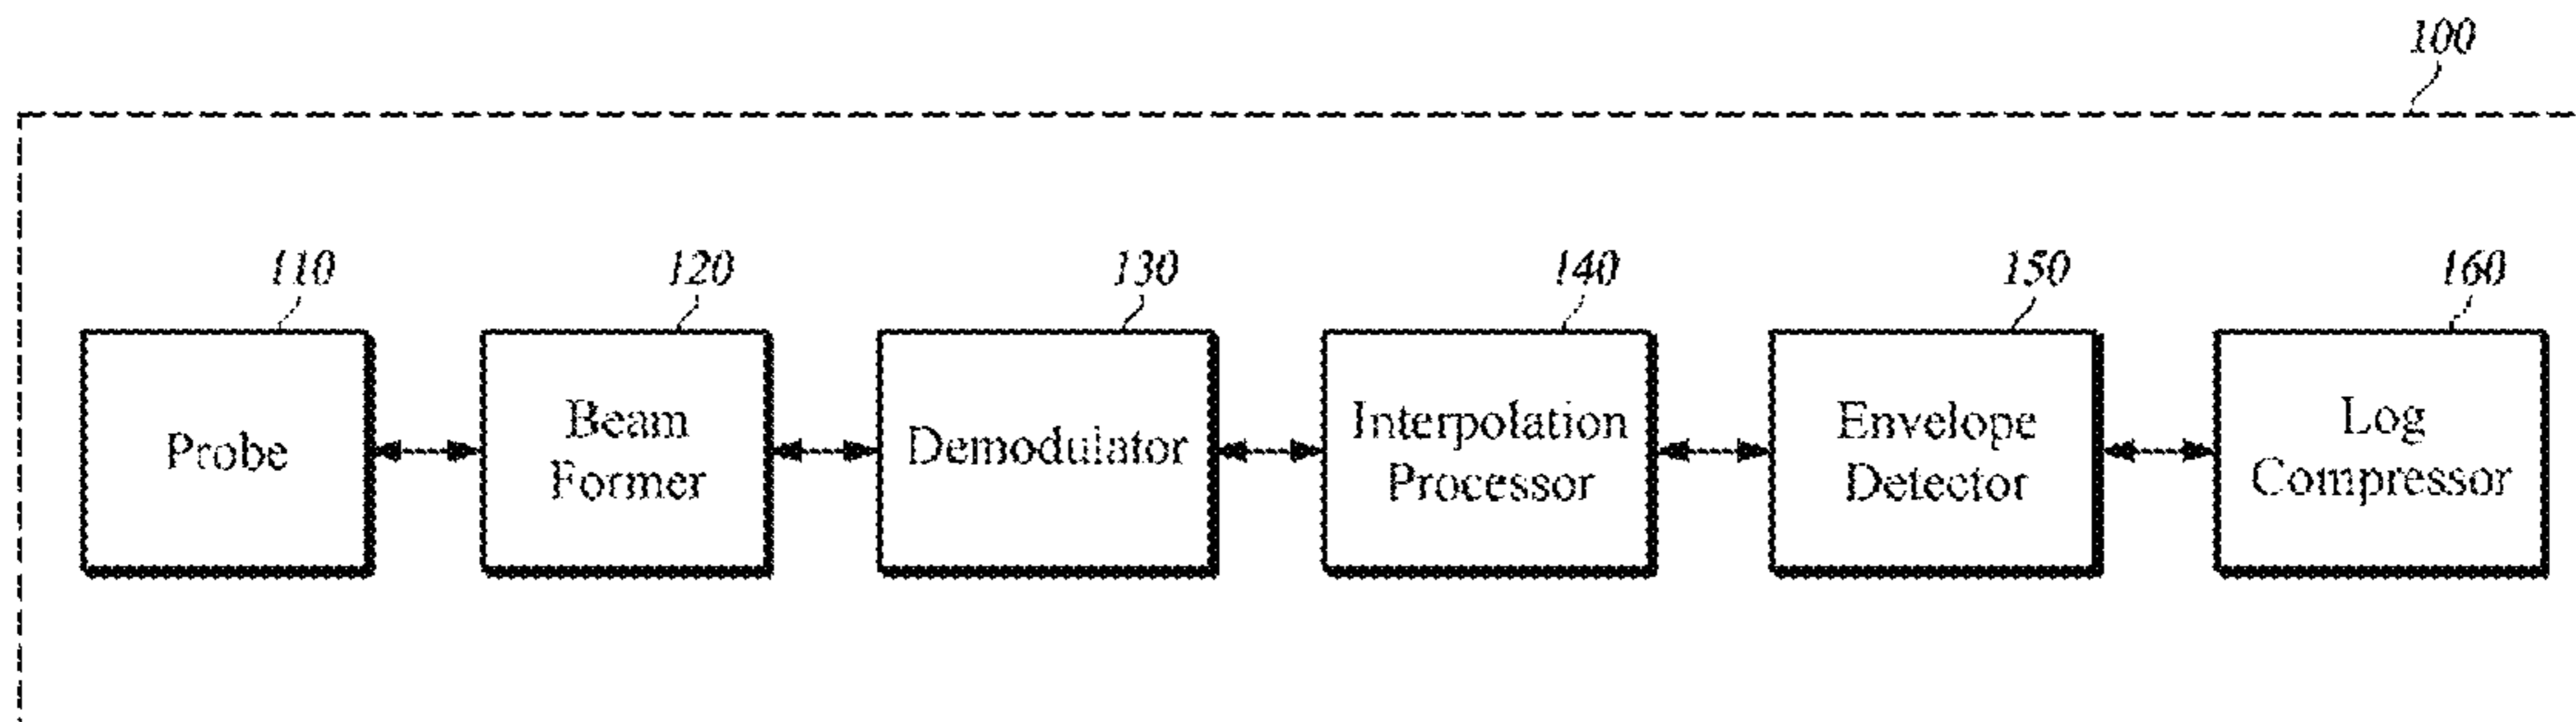 100
110
120
130
140
150
160
Probe
Beam
Former
Demodulator
Interpolation
Processor
Envelope
Detector
Log
Compressor